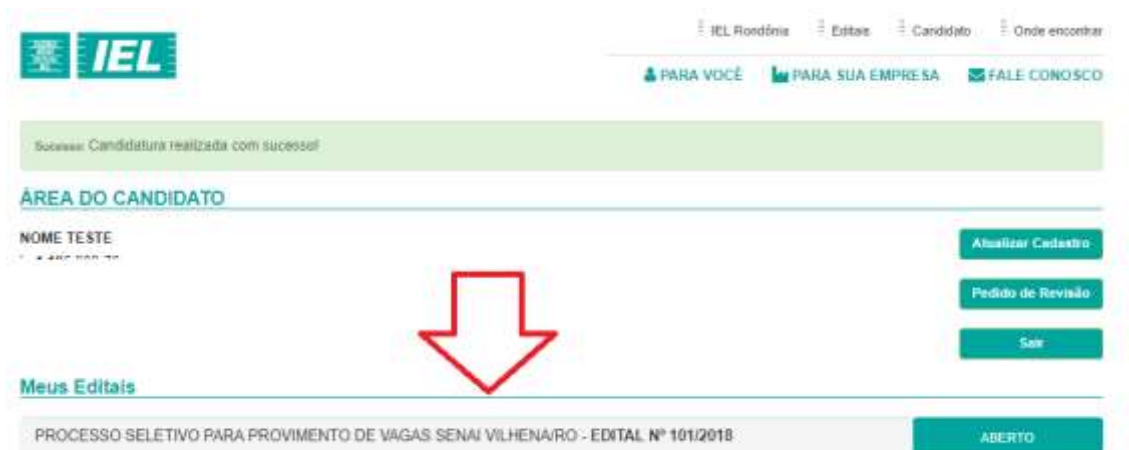 IEL
IEL Rondônia Editais Candidato Onde encontrar
PARA VOCÊ PARA SUA EMPRESA FALE CONOSCO
Sucesso: Candidatura realizada com sucesso!
ÁREA DO CANDIDATO
NOME TESTE
Atualizar Cadastro
Pedido de Revisão
Sair
Meus Editais
PROCESSO SELETIVO PARA PROVIMENTO DE VAGAS SENAI VILHENA/RO - EDITAL Nº 101/2018
ABERTO